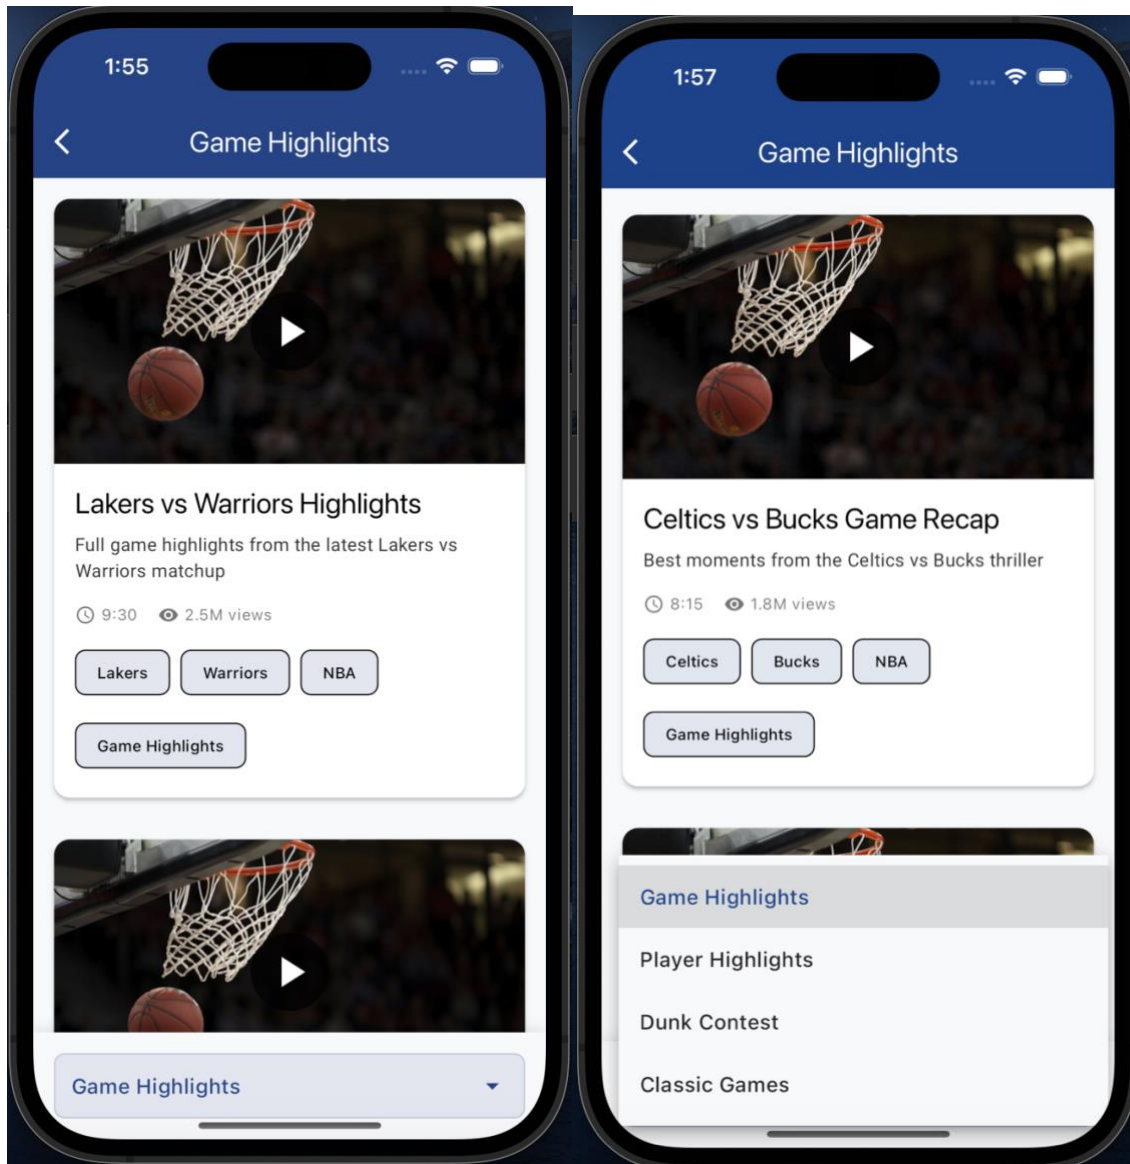 1:55
Game Highlights
Lakers vs Warriors Highlights
Full game highlights from the latest Lakers vs
Warriors matchup
9:30 2.5M views
Lakers Warriors NBA
Game Highlights
Game Highlights
1:57
Game Highlights
Celtics vs Bucks Game Recap
Best moments from the Celtics vs Bucks thriller
8:15 1.8M views
Celtics Bucks NBA
Game Highlights
Game Highlights
Player Highlights
Dunk Contest
Classic Games